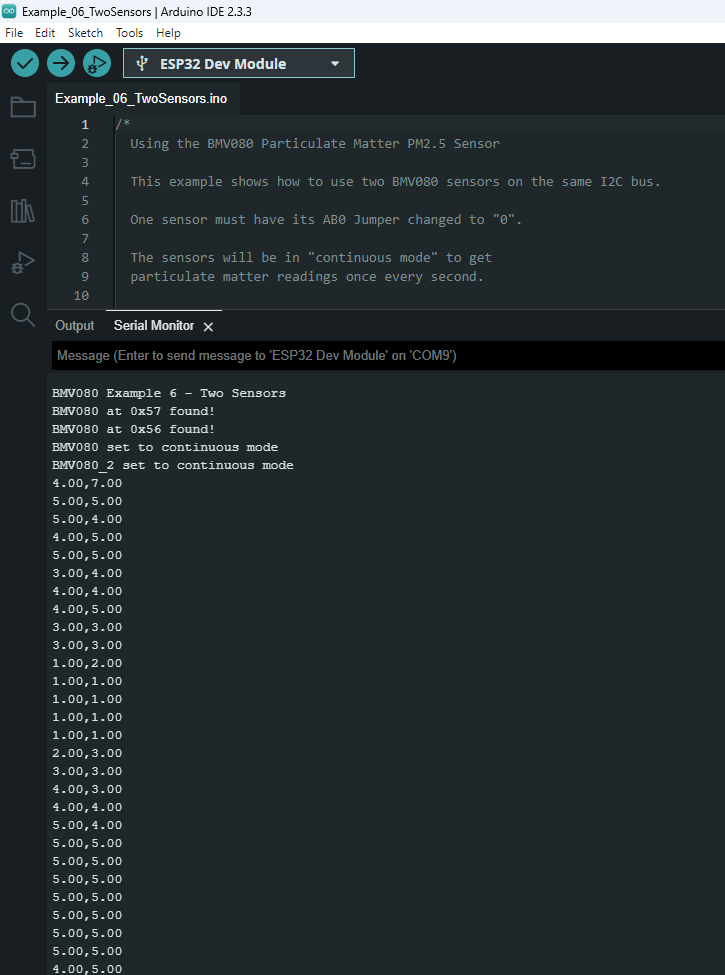 Example_06_TwoSensors | Arduino IDE 2.3.3
File Edit Sketch Tools Help
ESP32 Dev Module
Example_06_TwoSensors.ino
1 /*
2 Using the BMV080 Particulate Matter PM2.5 Sensor
3
4 This example shows how to use two BMV080 sensors on the same I2C bus.
5
6 One sensor must have its AB0 Jumper changed to "0".
7
8 The sensors will be in "continuous mode" to get
9 particulate matter readings once every second.
10
Output Serial Monitor
Message (Enter to send message to 'ESP32 Dev Module' on 'COM9')
BMV080 Example 6 - Two Sensors
BMV080 at 0x57 found!
BMV080 at 0x56 found!
BMV080 set to continuous mode
BMV080_2 set to continuous mode
4.00,7.00
5.00,5.00
5.00,4.00
4.00,5.00
5.00,5.00
3.00,4.00
4.00,4.00
4.00,5.00
3.00,3.00
3.00,3.00
1.00,2.00
1.00,1.00
1.00,1.00
1.00,1.00
1.00,1.00
2.00,3.00
3.00,3.00
4.00,3.00
4.00,4.00
5.00,4.00
5.00,5.00
5.00,5.00
5.00,5.00
5.00,5.00
5.00,5.00
5.00,5.00
5.00,5.00
4.00,5.00